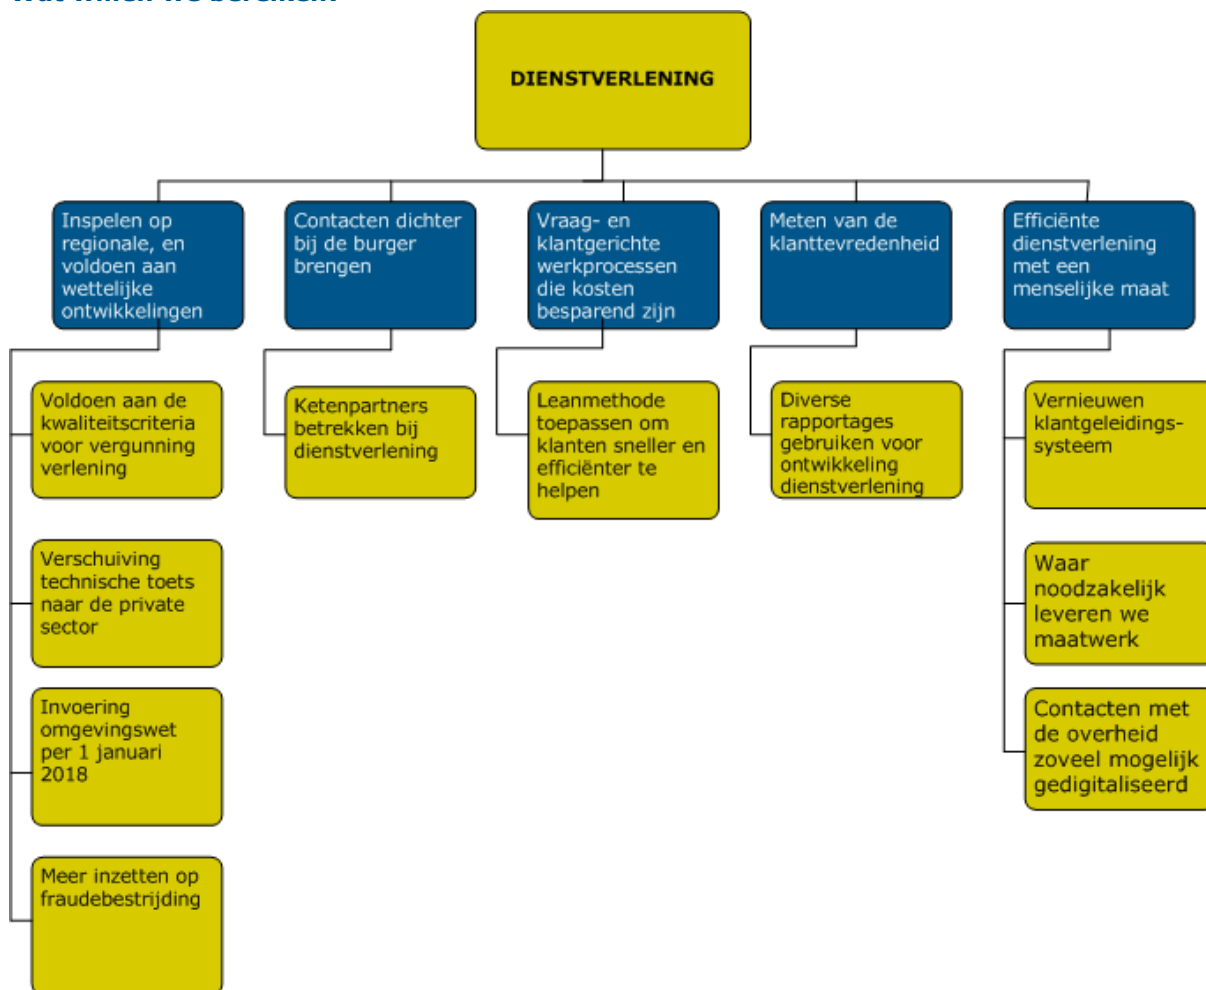 Wat willen we bereiken?
DIENSTVERLENING
Inspelen op
regionale, en
voldoen aan
wettelijke
ontwikkelingen
Contacten dichter
bij de burger
brengen
Vraag- en
klantgerichte
werkprocessen
die kosten
besparend zijn
Meten van de
klanttevredenheid
Efficiënte
dienstverlening
met een
menselijke maat
Voldoen aan de
kwaliteitscriteria
voor vergunning
verlening
Verschuiving
technische toets
naar de private
sector
Invoering
omgevingswet
per 1 januari
2018
Meer inzetten op
fraudebestrijding
Ketenpartners
betrekken bij
dienstverlening
Leanmethode
toepassen om
klanten sneller en
efficiënter te
helpen
Diverse
rapportages
gebruiken voor
ontwikkeling
dienstverlening
Vernieuwen
klantgeleidings-
systeem
Waar
noodzakelijk
leveren we
maatwerk
Contacten met
de overheid
zoveel mogelijk
gedigitaliseerd